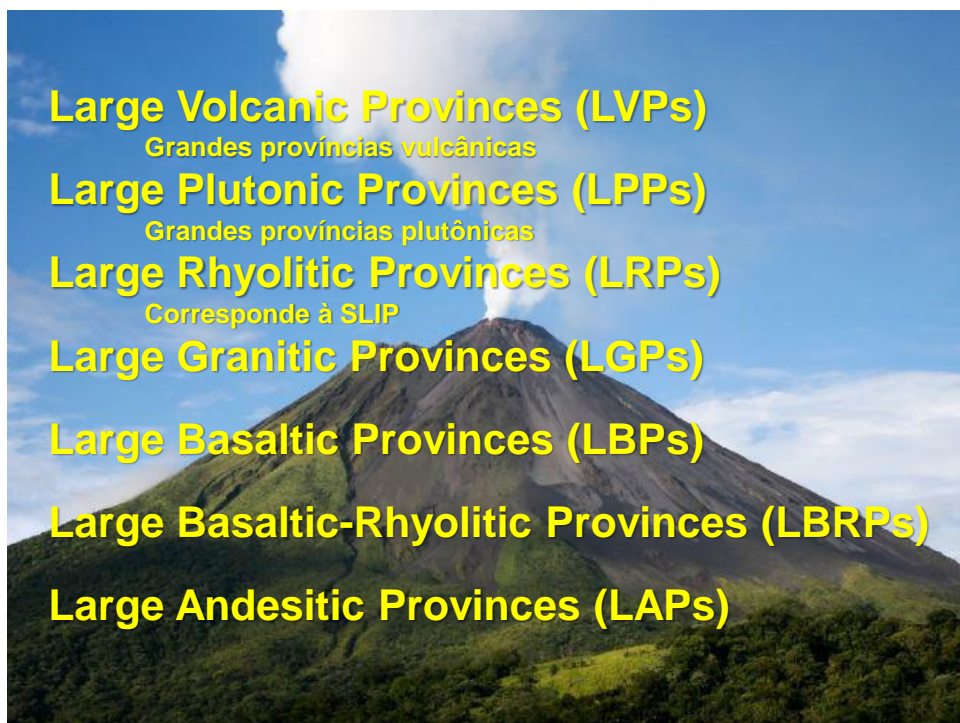 Large Volcanic Provinces (LVPs)
Grandes províncias vulcânicas
Large Plutonic Provinces (LPPs)
Grandes províncias plutônicas
Large Rhyolitic Provinces (LRPs)
Corresponde à SLIP
Large Granitic Provinces (LGPs)
Large Basaltic Provinces (LBPs)
Large Basaltic-Rhyolitic Provinces (LBRPs)
Large Andesitic Provinces (LAPs)